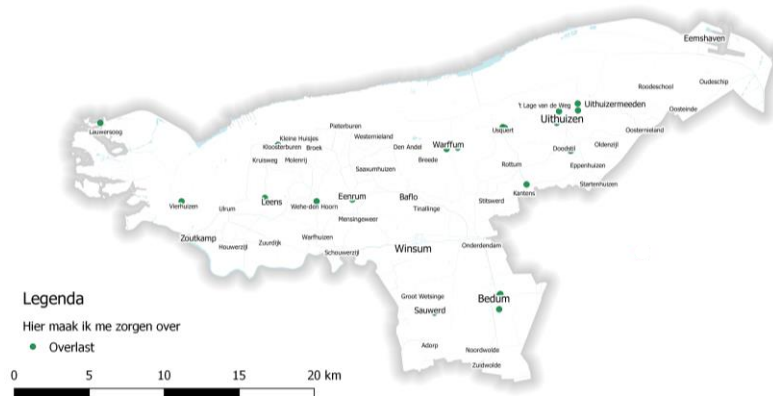 Eemshaven
Oudeschip
Roodeschool
't Lage van de Weg
Uithuizermeeden
Oosteinde
Lauwersoog
Uithuizen
Usquert
Oosternieland
Pieterburen
Kleine Huisjes
Westernieland
Kloosterburen
Broek
Den Andel
Warffum
Doodstil
Oldenzijl
Kruisweg
Molenrij
Breede
Rottum
Eppenhuizen
Saaxumhuizen
Startenhuizen
Kantens
Vierhuizen
Ulrum
Leens
Wehe-den Hoorn
Eenrum
Baflo
Stitswerd
Tinallinge
Mensingeweer
Zoutkamp
Houwerzijl
Zuurdijk
Warfhuizen
Schouwerzijl
Winsum
Onderdendam
Groot Wetsinge
Bedum
Sauwerd
Adorp
Noordwolde
Zuidwolde
Legenda
Hier maak ik me zorgen over
Overlast
0 5 10 15 20 km